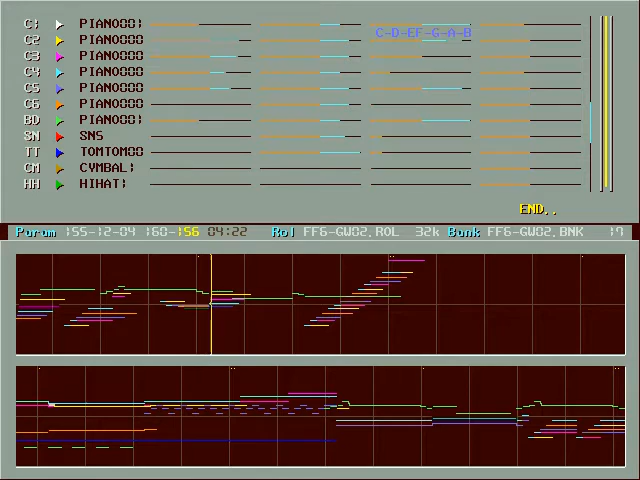 C-D-EF-G-A-B
C1 PIANO001
C2 PIANO000
C3 PIANO000
C4 PIANO000
C5 PIANO000
C6 PIANO000
BD PIANO001
SN SNS
TT TOMTOM00
CM CYMBAL1
HH HIHAT1
END..
Param 155-12-04 160-156 04:22 Rol FF6-GW02.ROL 32k Bank FF6-GW02.BNK 17